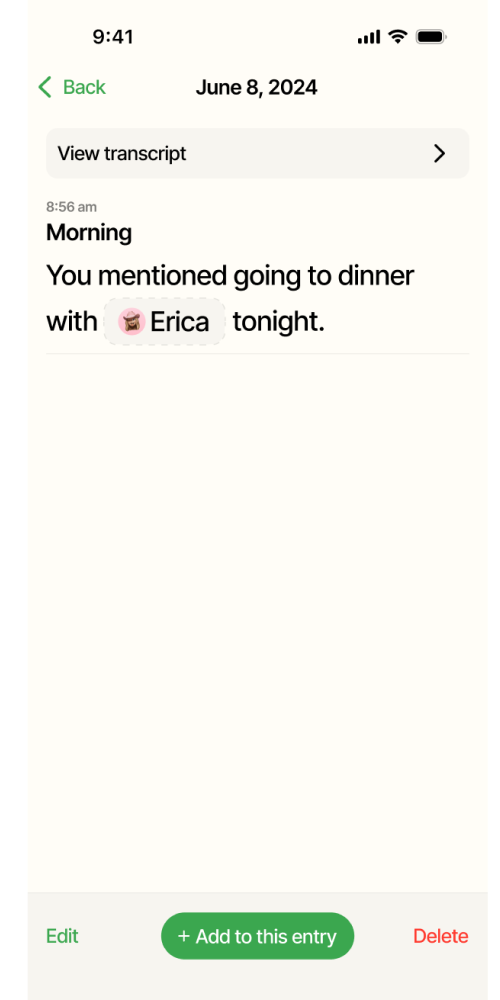 9:41
Back
June 8, 2024
View transcript
8:56 am
Morning
You mentioned going to dinner
with Erica tonight.
Edit
+ Add to this entry
Delete